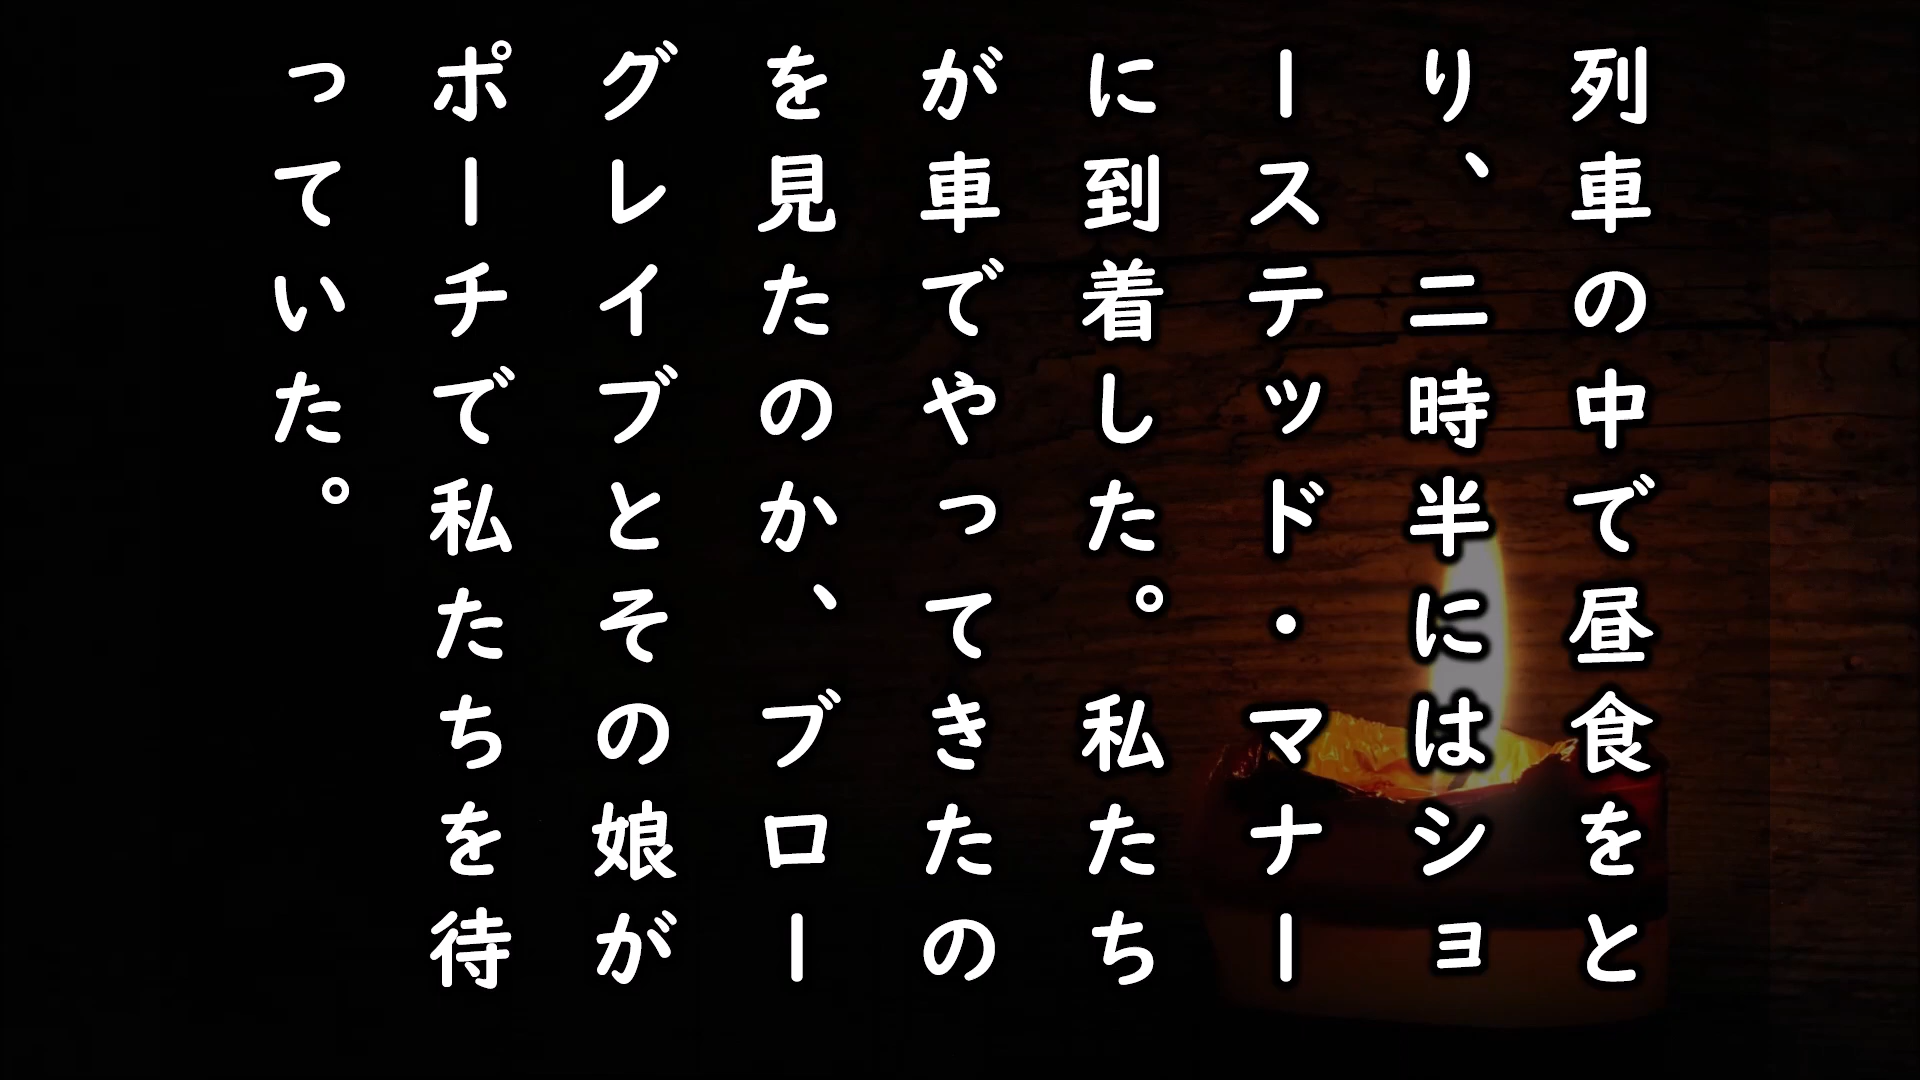 列車の中で昼食をと
り、二時半にはショ
ーステッド・マナー
に到着した。私たち
が車でやってきたの
を見たのか、ブロー
グレイブとその娘が
ポーチで私たちを待
っていた。